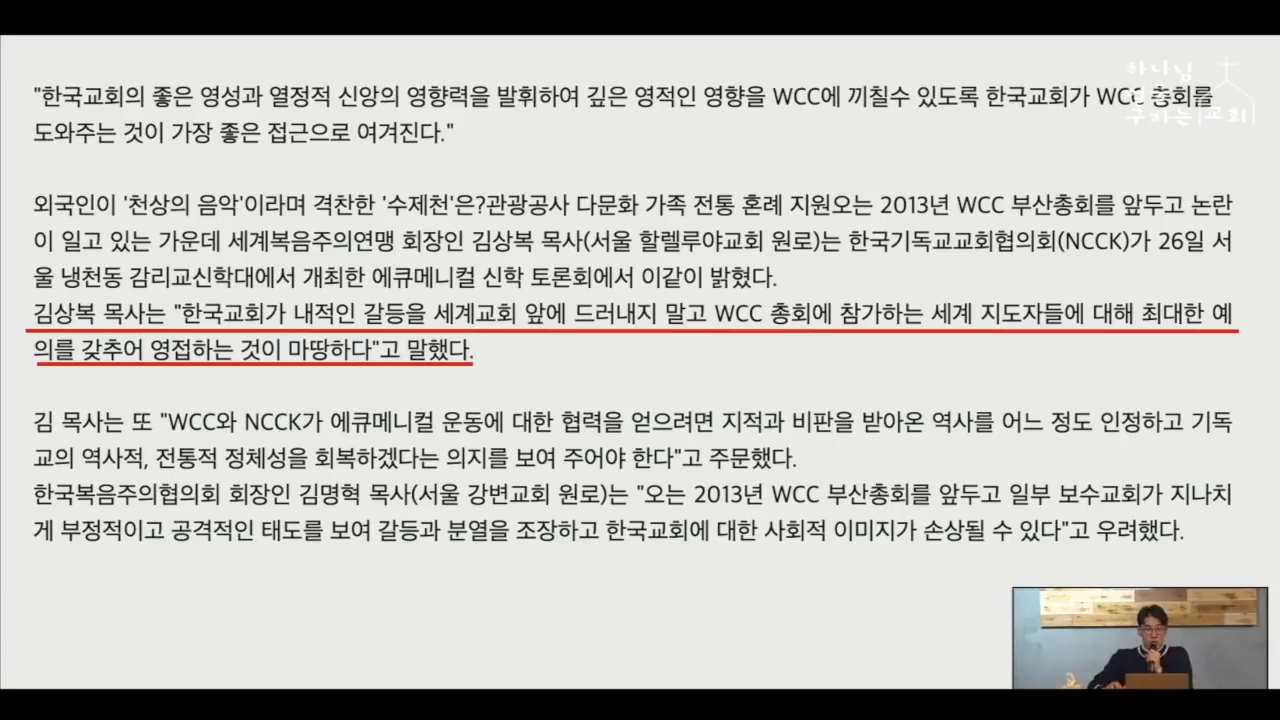 "한국교회의 좋은 영성과 열정적 신앙의 영향력을 발휘하여 깊은 영적인 영향을 WCC에 끼칠수 있도록 한국교회가 WCC 총회를
도와주는 것이 가장 좋은 접근으로 여겨진다."
외국인이 '천상의 음악'이라며 격찬한 '수제천'은?관광공사 다문화 가족 전통 혼례 지원오는 2013년 WCC 부산총회를 앞두고 논란
이 일고 있는 가운데 세계복음주의연맹 회장인 김상복 목사(서울 할렐루야교회 원로)는 한국기독교교회협의회(NCCK)가 26일 서
울 냉천동 감리교신학대에서 개최한 에큐메니컬 신학 토론회에서 이같이 밝혔다.
김상복 목사는 "한국교회가 내적인 갈등을 세계교회 앞에 드러내지 말고 WCC 총회에 참가하는 세계 지도자들에 대해 최대한 예
의를 갖추어 영접하는 것이 마땅하다"고 말했다.
김 목사는 또 "WCC와 NCCK가 에큐메니컬 운동에 대한 협력을 얻으려면 지적과 비판을 받아온 역사를 어느 정도 인정하고 기독
교의 역사적, 전통적 정체성을 회복하겠다는 의지를 보여 주어야 한다"고 주문했다.
한국복음주의협의회 회장인 김명혁 목사(서울 강변교회 원로)는 "오는 2013년 WCC 부산총회를 앞두고 일부 보수교회가 지나치
게 부정적이고 공격적인 태도를 보여 갈등과 분열을 조장하고 한국교회에 대한 사회적 이미지가 손상될 수 있다"고 우려했다.
하나님
구하는 교회